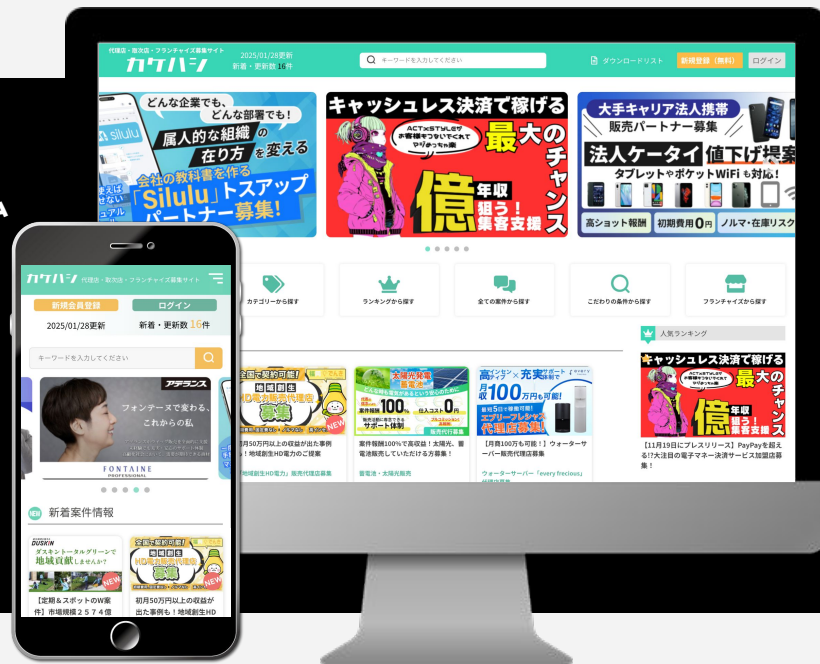 代理店・取次店・フランチャイズ募集サイト
カケハシ
2025/01/28更新
新着・更新数 16件
キーワードを入力してください
ダウンロードリスト
新規登録（無料）
ログイン
どんな企業でも、
どんな部署でも！
属人的な組織の
在り方を変える
会社の教科書を作る
「Silulu」トスアップ
パートナー募集！
キャッシュレス決済で稼げる
最大のチャンス
億
年収
狙う！
集客支援
大手キャリア法人携帯
販売パートナー募集
法人ケータイ値下げ提案
タブレットやポケットWiFiも対応！
高ショット報酬
初期費用0円
ノルマ・在庫リスク
カテゴリーから探す
ランキングから探す
全ての案件から探す
こだわりの条件から探す
フランチャイズから探す
人気ランキング
全国で契約可能！
地域創生
HD電力販売代理店
募集
NEW
月50万円以上の収益が出た事例
も！地域創生HD電力のご提案
地域創生HD電力」販売代理店募集
太陽光発電
蓄電池
案件報酬100%
仕入コスト0円
サポート体制
販売代行募集
案件報酬100%で高収益！太陽光、蓄
電池販売していただける方募集！
蓄電池・太陽光販売
高インセンティブ×充実サポート体制で
月収100万円も可能！
最短5日で稼働可能！
エブリィフレシャス
代理店募集！
【月商100万も可能！】ウォーターサ
ーバー販売代理店募集
ウォーターサーバー「every frecious」
代理店募集
キャッシュレス決済で稼げる
最大のチャンス
億
年収
狙う！
集客支援
【11月19日にプレスリリース】PayPayを超え
る!?大注目の電子マネー決済サービス加盟店募
集！
カケハシ
代理店・取次店・フランチャイズ募集サイト
新規会員登録
ログイン
2025/01/28更新
新着・更新数 16件
キーワードを入力してください
アデランス
フォンテーヌで変わる、
これからの私
FONTAINE
PROFESSIONAL
NEW
新着案件情報
DUSKIN
ダスキントータルグリーンで
地域貢献しませんか？
NEW
【定期＆スポットのW案
件】市場規模２５７４億
全国で契約可能！
地域創生
HD電力販売代理店
募集
NEW
初月50万円以上の収益が
出た事例も！地域創生HD